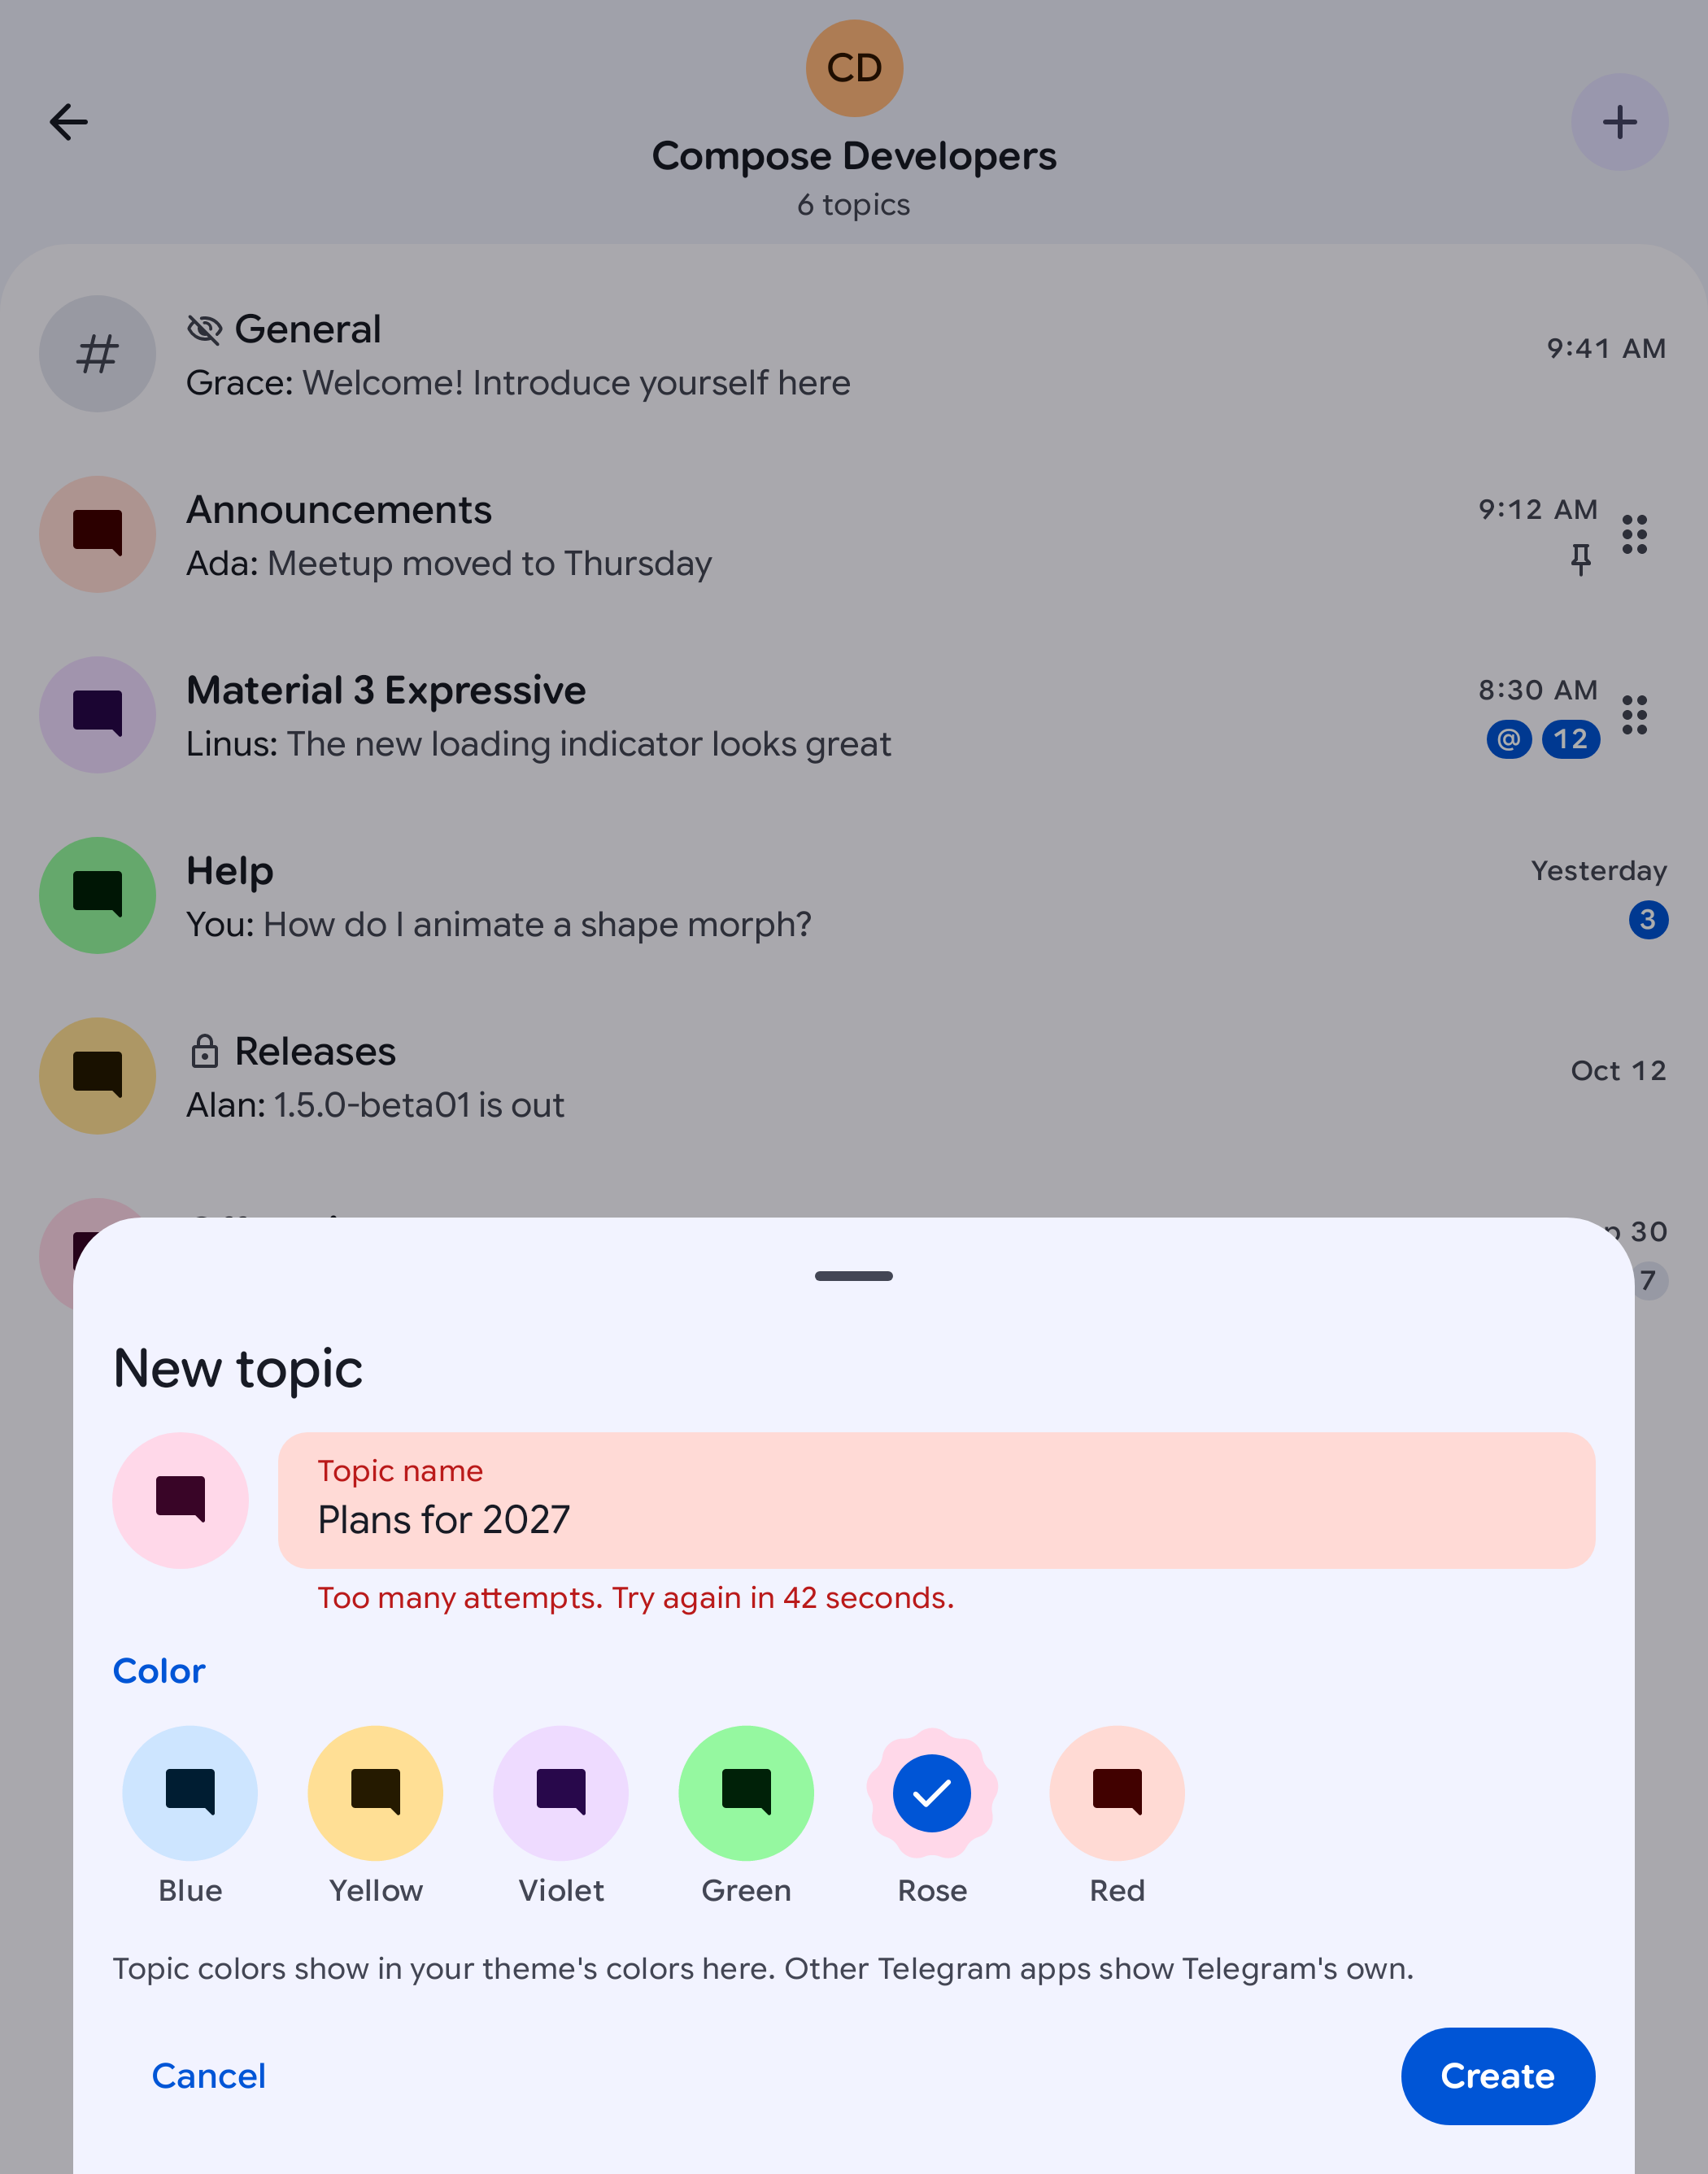 CD
Compose Developers
6 topics
General
9:41 AM
Grace: Welcome! Introduce yourself here
Announcements
9:12 AM
Ada: Meetup moved to Thursday
Material 3 Expressive
8:30 AM
Linus: The new loading indicator looks great
@ 12
Help
Yesterday
You: How do I animate a shape morph?
3
Releases
Oct 12
Alan: 1.5.0-beta01 is out
30
7
New topic
Topic name
Plans for 2027
Too many attempts. Try again in 42 seconds.
Color
Blue
Yellow
Violet
Green
Rose
Red
Topic colors show in your theme's colors here. Other Telegram apps show Telegram's own.
Cancel
Create